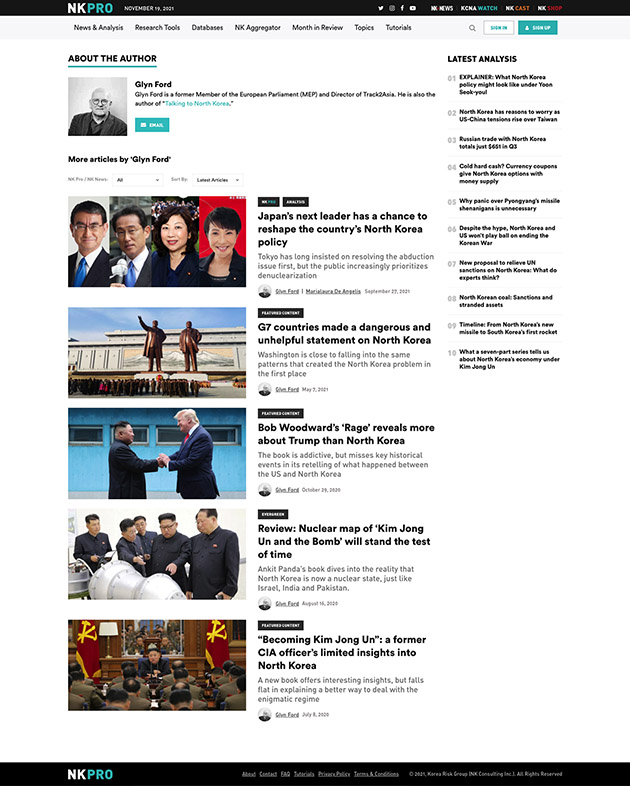 NKPRO
NOVEMBER 19, 2021
NK NEWS
KCNA WATCH
NK CAST
NK SHOP
News & Analysis
Research Tools
Databases
NK Aggregator
Month in Review
Topics
Tutorials
SIGN IN
SIGN UP
ABOUT THE AUTHOR
Glyn Ford
Glyn Ford is a former Member of the European Parliament (MEP) and Director of Track2Asia. He is also the
author of "Talking to North Korea."
EMAIL
More articles by 'Glyn Ford'
NK Pro / NK News:
All
Sort By:
Latest Articles
NK PRO
ANALYSIS
Japan's next leader has a chance to
reshape the country's North Korea
policy
Tokyo has long insisted on resolving the abduction
issue first, but the public increasingly prioritizes
denuclearization
Glyn Ford | Marialaura De Angelis September 27, 2021
FEATURED CONTENT
G7 countries made a dangerous and
unhelpful statement on North Korea
Washington is close to falling into the same
patterns that created the North Korea problem in
the first place
Glyn Ford May 7, 2021
FEATURED CONTENT
Bob Woodward's 'Rage' reveals more
about Trump than North Korea
The book is addictive, but misses key historical
events in its retelling of what happened between
the US and North Korea
Glyn Ford October 20, 2020
EVERGREEN
Review: Nuclear map of 'Kim Jong
Un and the Bomb' will stand the test
of time
Ankit Panda's book dives into the reality that
North Korea is now a nuclear state, just like
Israel, India and Pakistan.
Glyn Ford August 16, 2020
FEATURED CONTENT
"Becoming Kim Jong Un": a former
CIA officer's limited insights into
North Korea
A new book offers interesting insights, but falls
flat in explaining a better way to deal with the
enigmatic regime
Glyn Ford July 8, 2020
LATEST ANALYSIS
01 EXPLAINER: What North Korea
policy might look like under Yoon
Seok-youl
02 North Korea has reasons to worry as
US-China tensions rise over Taiwan
03 Russian trade with North Korea
totals just $651 in Q3
04 Cold hard cash? Currency coupons
give North Korea options with
money supply
05 Why panic over Pyongyang's missile
shenanigans is unnecessary
06 Despite the hype, North Korea and
US won't play ball on ending the
Korean War
07 New proposal to relieve UN
sanctions on North Korea: What do
experts think?
08 North Korean coal: Sanctions and
stranded assets
09 Timeline: From North Korea's new
missile to South Korea's first rocket
10 What a seven-part series tells us
about North Korea's economy under
Kim Jong Un
NKPRO
About Contact FAQ Tutorials Privacy Policy Terms & Conditions
© 2021, Korea Risk Group (NK Consulting Inc.). All Rights Reserved